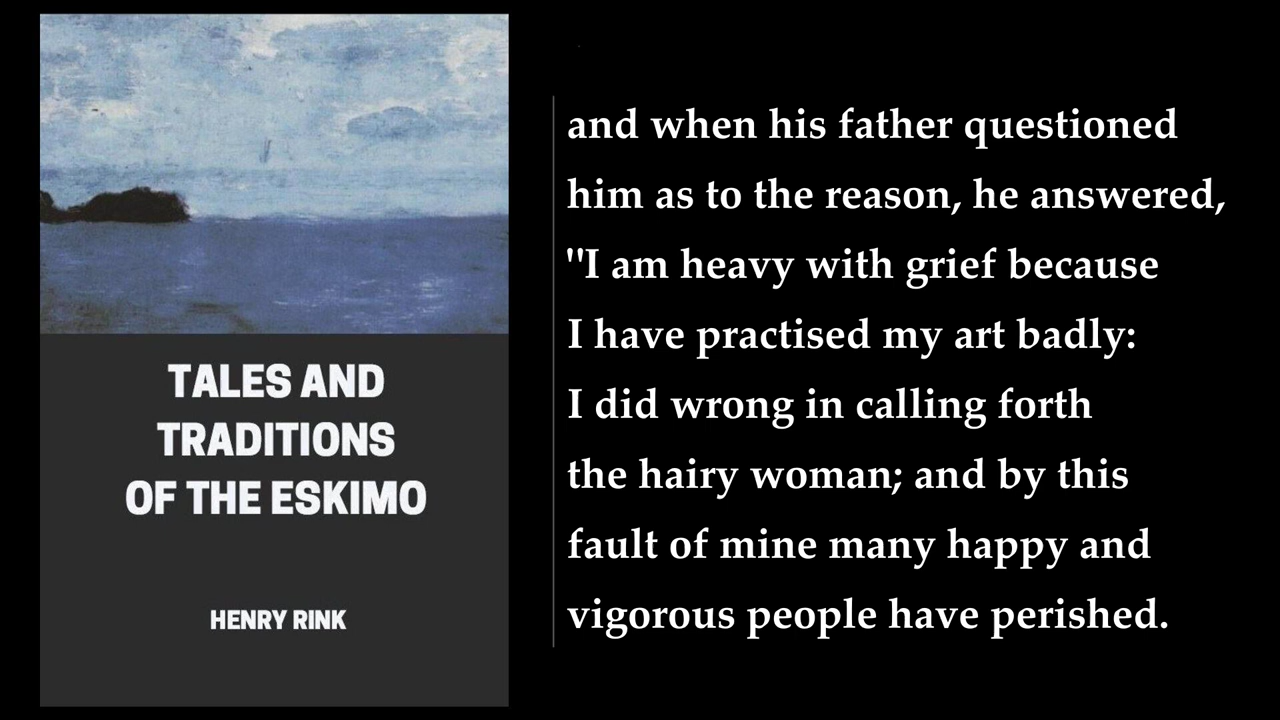 TALES AND
TRADITIONS
OF THE ESKIMO
HENRY RINK
and when his father questioned
him as to the reason, he answered,
"I am heavy with grief because
I have practised my art badly:
I did wrong in calling forth
the hairy woman; and by this
fault of mine many happy and
vigorous people have perished.